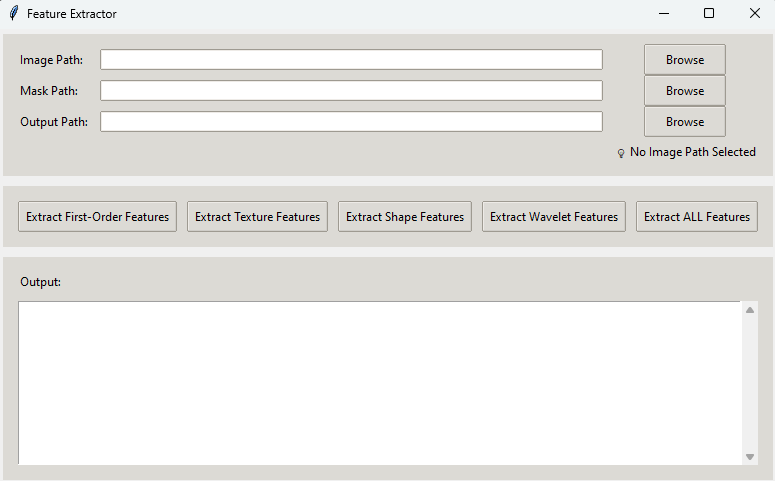 Feature Extractor
Image Path: Browse
Mask Path: Browse
Output Path: Browse
No Image Path Selected
Extract First-Order Features Extract Texture Features Extract Shape Features Extract Wavelet Features Extract ALL Features
Output: